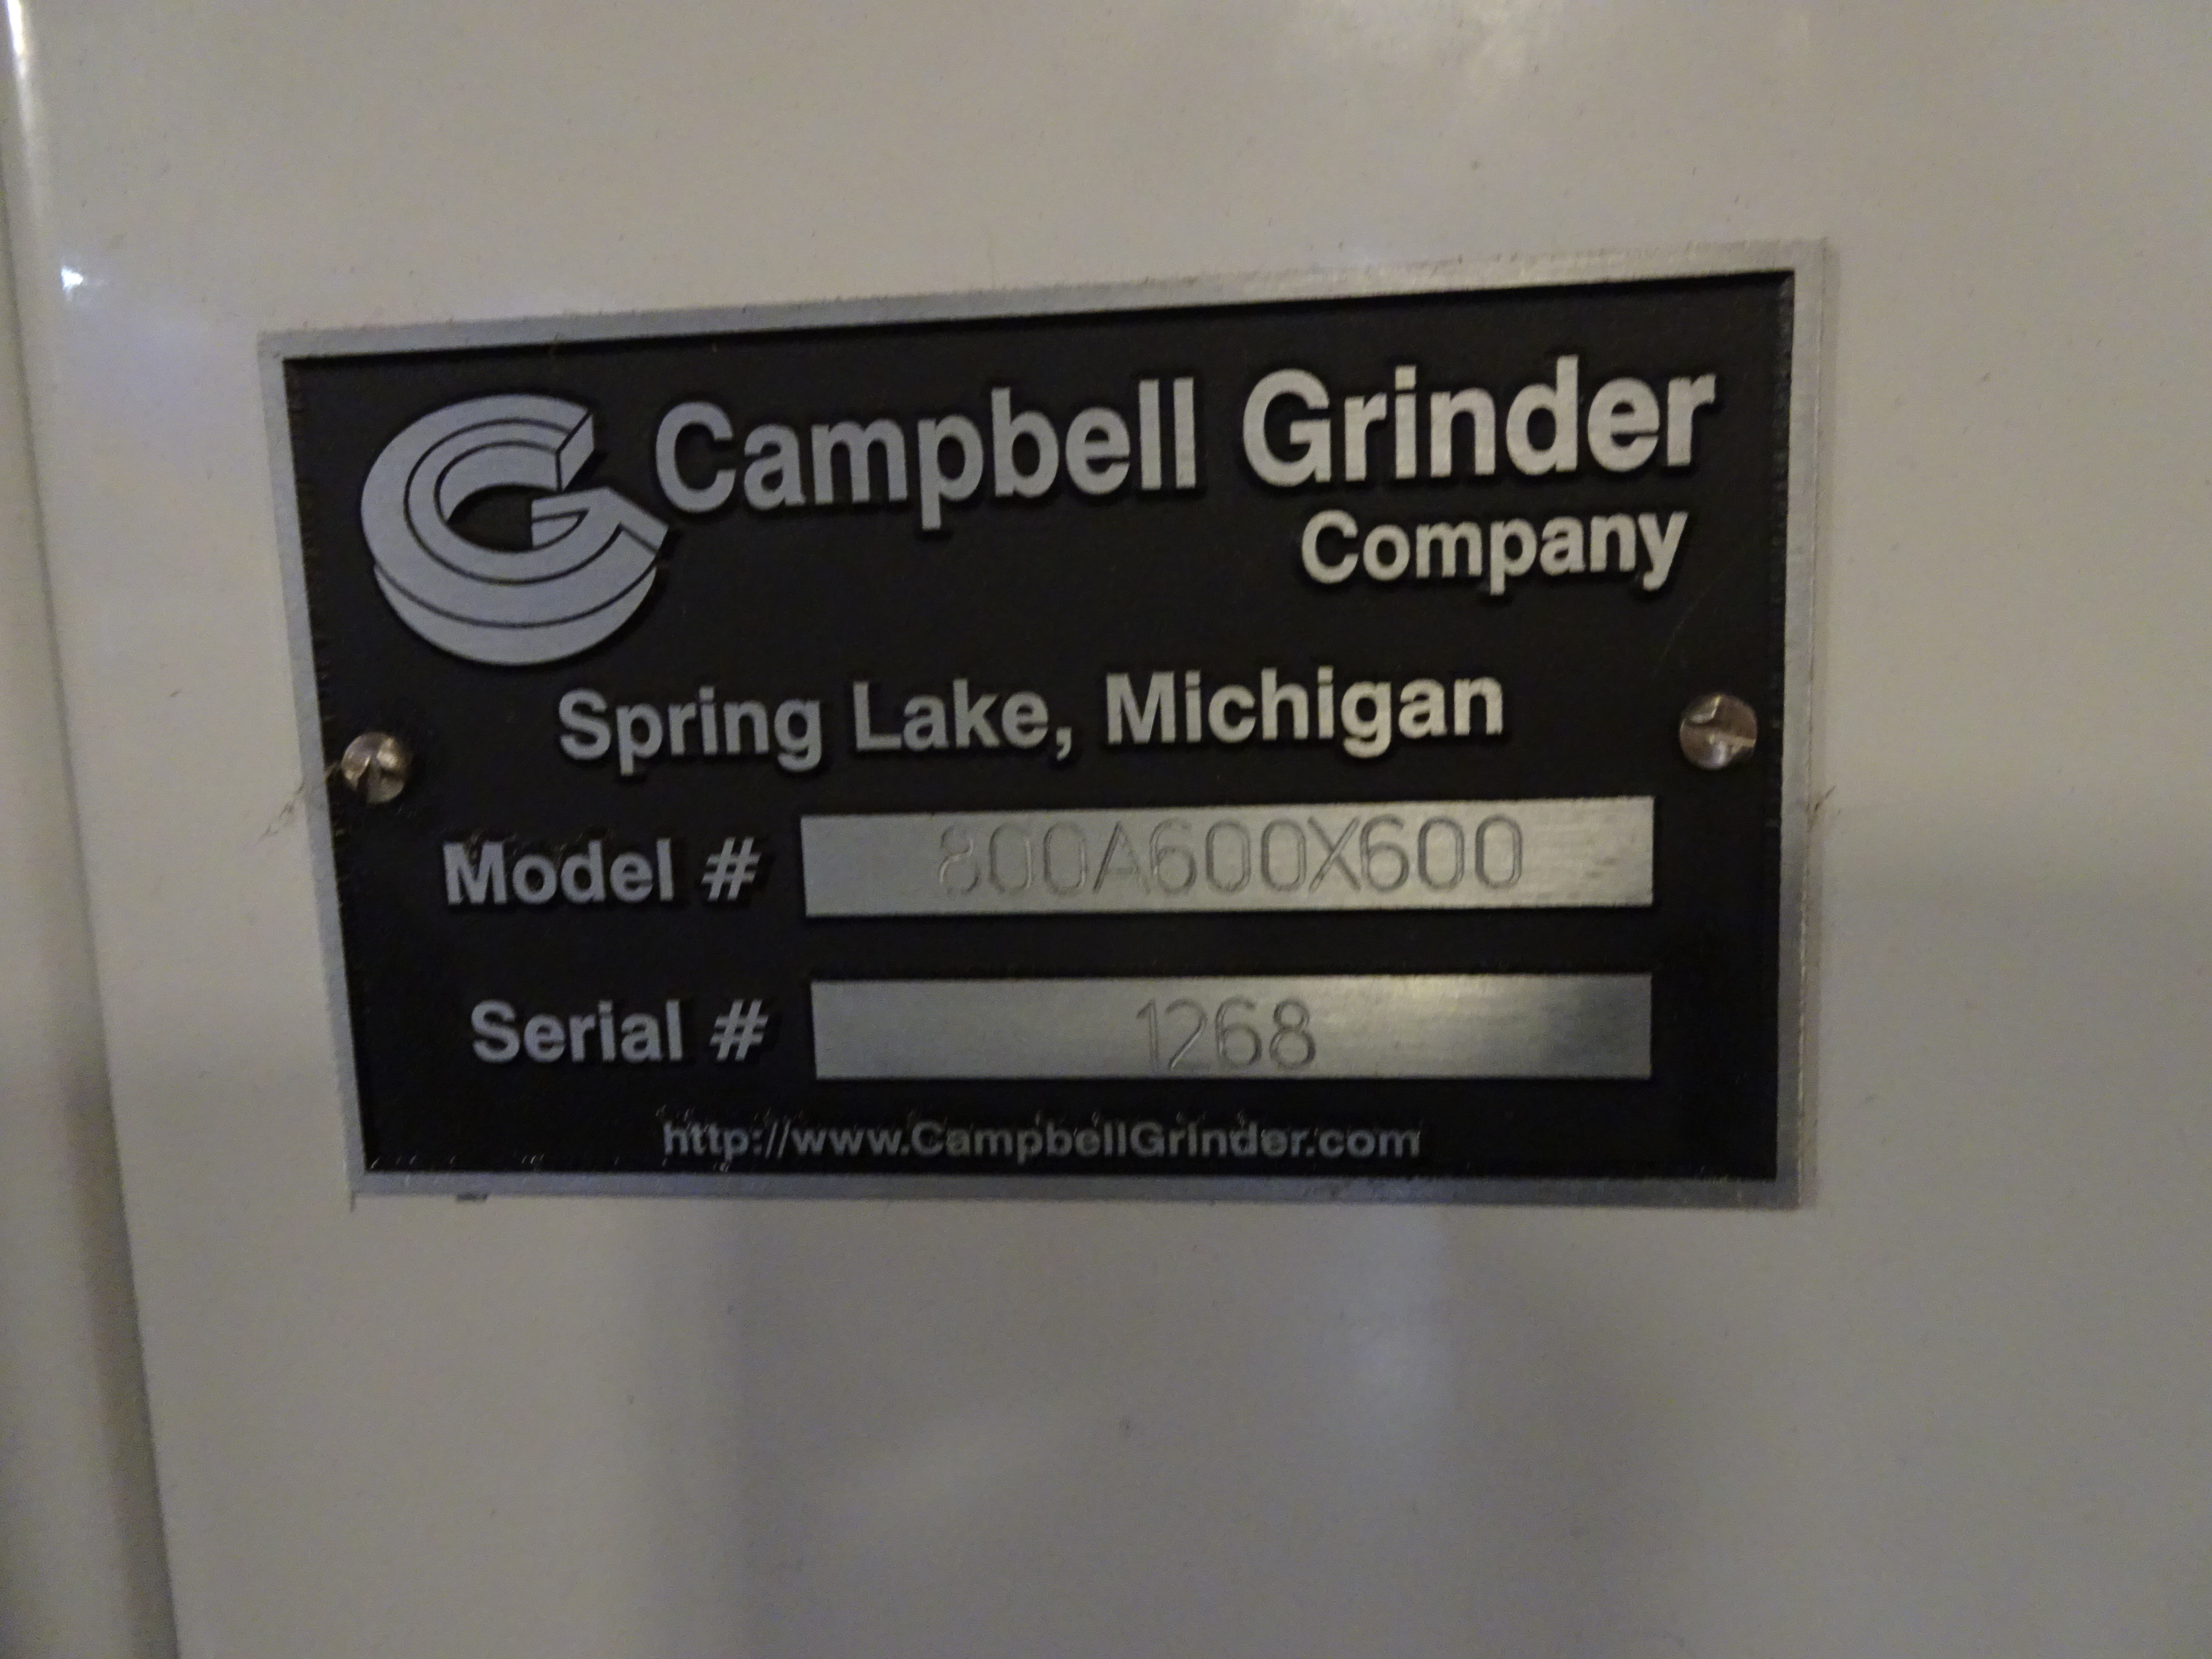 Campbell Grinder
Company
Spring Lake, Michigan
Model # 800A600X600
Serial # 1268
http://www.CampbellGrinder.com